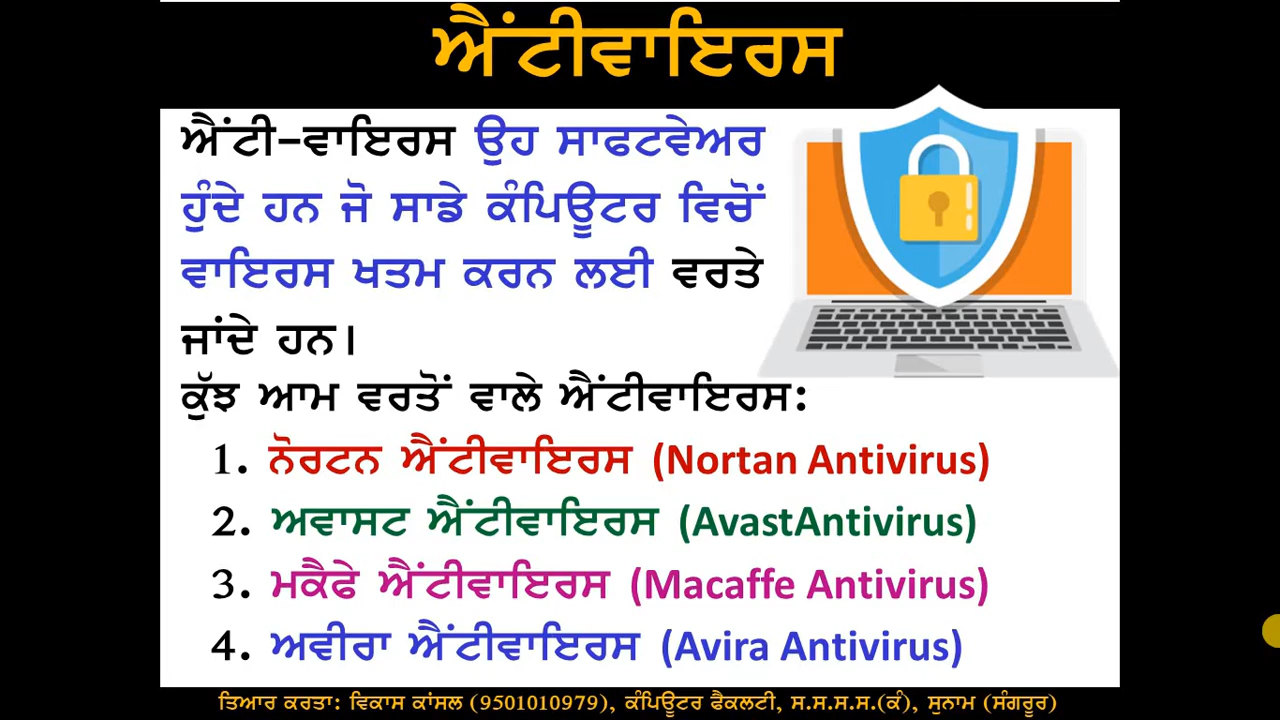 ਐਂਟੀਵਾਇਰਸ
ਐਂਟੀ-ਵਾਇਰਸ ਉਹ ਸਾਫਟਵੇਅਰ
ਹੁੰਦੇ ਹਨ ਜੋ ਸਾਡੇ ਕੰਪਿਊਟਰ ਵਿਚੋਂ
ਵਾਇਰਸ ਖਤਮ ਕਰਨ ਲਈ ਵਰਤੇ
ਜਾਂਦੇ ਹਨ।
ਕੁੱਝ ਆਮ ਵਰਤੋਂ ਵਾਲੇ ਐਂਟੀਵਾਇਰਸ:
1. ਨੋਰਟਨ ਐਂਟੀਵਾਇਰਸ (Nortan Antivirus)
2. ਅਵਾਸਟ ਐਂਟੀਵਾਇਰਸ (AvastAntivirus)
3. ਮਕੈਫੇ ਐਂਟੀਵਾਇਰਸ (Macaffe Antivirus)
4. ਅਵੀਰਾ ਐਂਟੀਵਾਇਰਸ (Avira Antivirus)
ਤਿਆਰ ਕਰਤਾ: ਵਿਕਾਸ ਕਾਂਸਲ (9501010979), ਕੰਪਿਊਟਰ ਫੈਕਲਟੀ, ਸ.ਸ.ਸ.ਸ.(ਕੰ), ਸੁਨਾਮ (ਸੰਗਰੂਰ)